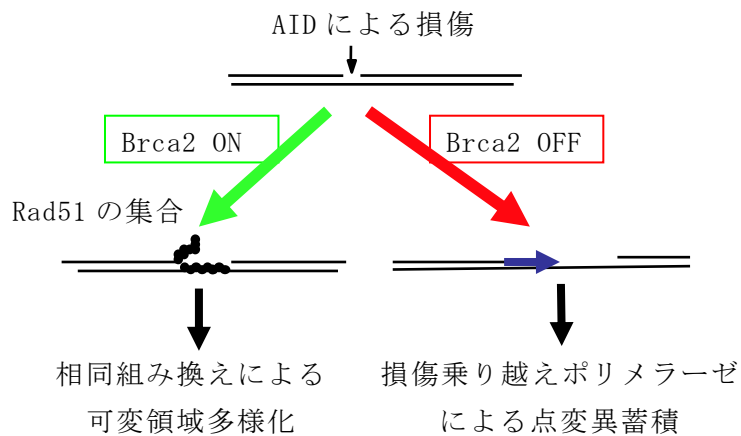 AIDによる損傷
Brca2 ON
Brca2 OFF
Rad51の集合
相同組み換えによる
可変領域多様化
損傷乗り越えポリメラーゼ
による点変異蓄積